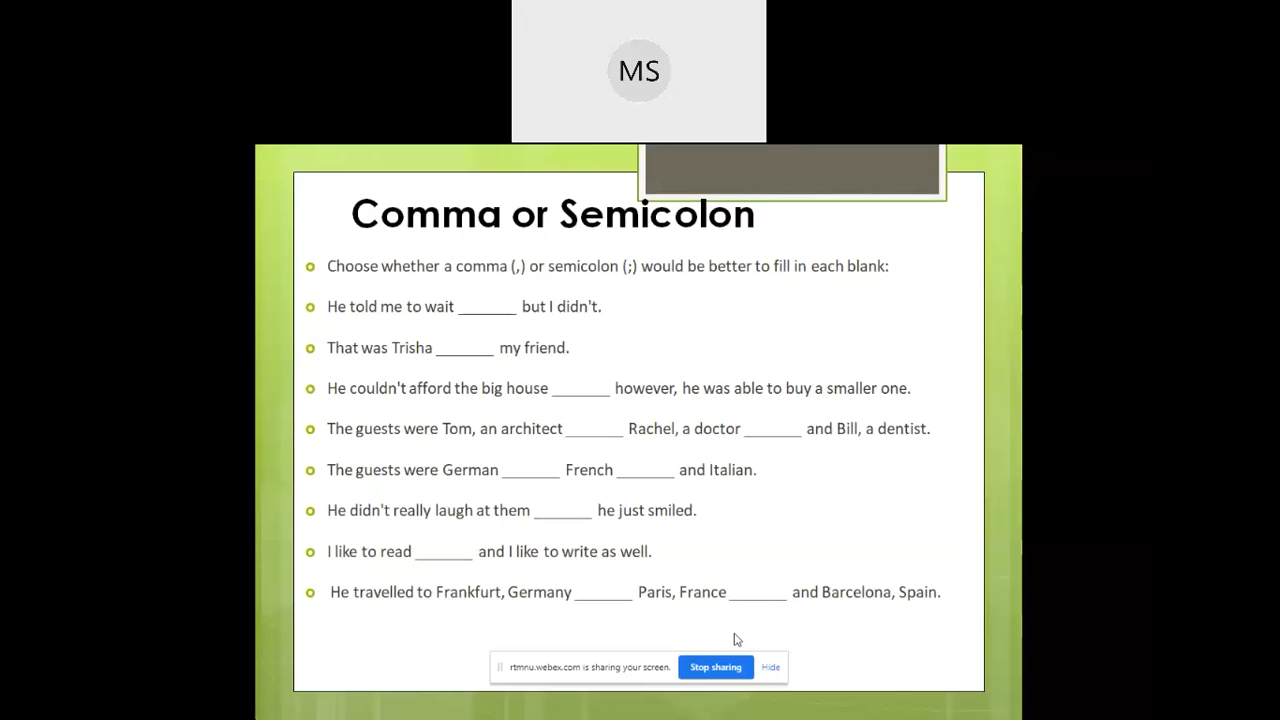 MS
Comma or Semicolon
Choose whether a comma (,) or semicolon (;) would be better to fill in each blank:
He told me to wait _______ but I didn't.
That was Trisha _______ my friend.
He couldn't afford the big house _______ however, he was able to buy a smaller one.
The guests were Tom, an architect _______ Rachel, a doctor _______ and Bill, a dentist.
The guests were German _______ French _______ and Italian.
He didn't really laugh at them _______ he just smiled.
I like to read _______ and I like to write as well.
He travelled to Frankfurt, Germany _______ Paris, France _______ and Barcelona, Spain.
rtmnu.webex.com is sharing your screen. Stop sharing Hide